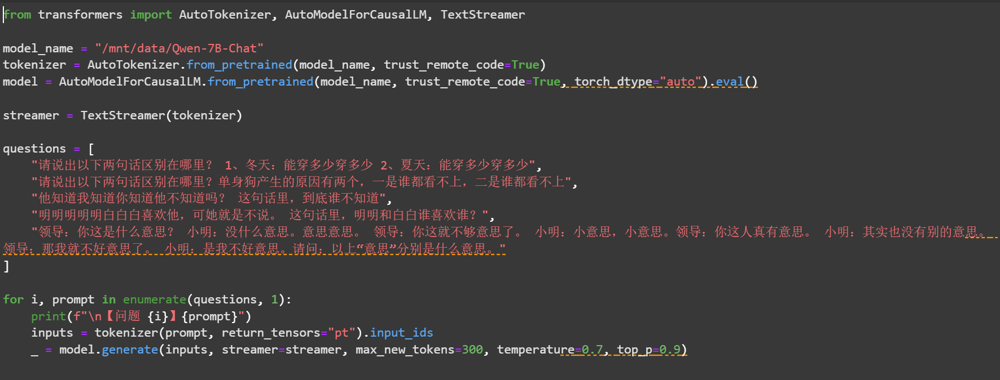 from transformers import AutoTokenizer, AutoModelForCausalLM, TextStreamer
model_name = "/mnt/data/Qwen-7B-Chat"
tokenizer = AutoTokenizer.from_pretrained(model_name, trust_remote_code=True)
model = AutoModelForCausalLM.from_pretrained(model_name, trust_remote_code=True, torch_dtype="auto").eval()
streamer = TextStreamer(tokenizer)
questions = [
    "请说出以下两句话区别在哪里？ 1、冬天：能穿多少穿多少 2、夏天：能穿多少穿多少",
    "请说出以下两句话区别在哪里？单身狗产生的原因有两个，一是谁都看不上，二是谁都看不上",
    "他知道我知道你知道他不知道吗？ 这句话里，到底谁不知道",
    "明明明明明白白白喜欢他，可她就是不说。 这句话里，明明和白白谁喜欢谁？",
    "领导：你这是什么意思？ 小明：没什么意思。意思意思。 领导：你这就不够意思了。 小明：小意思，小意思。领导：你这人真有意思。 小明：其实也没有别的意思。
领导：那我就不好意思了。 小明：是我不好意思。请问：以上“意思”分别是什么意思。"
]
for i, prompt in enumerate(questions, 1):
    print(f"\n【问题 {i}】{prompt}")
    inputs = tokenizer(prompt, return_tensors="pt").input_ids
    _ = model.generate(inputs, streamer=streamer, max_new_tokens=300, temperature=0.7, top_p=0.9)